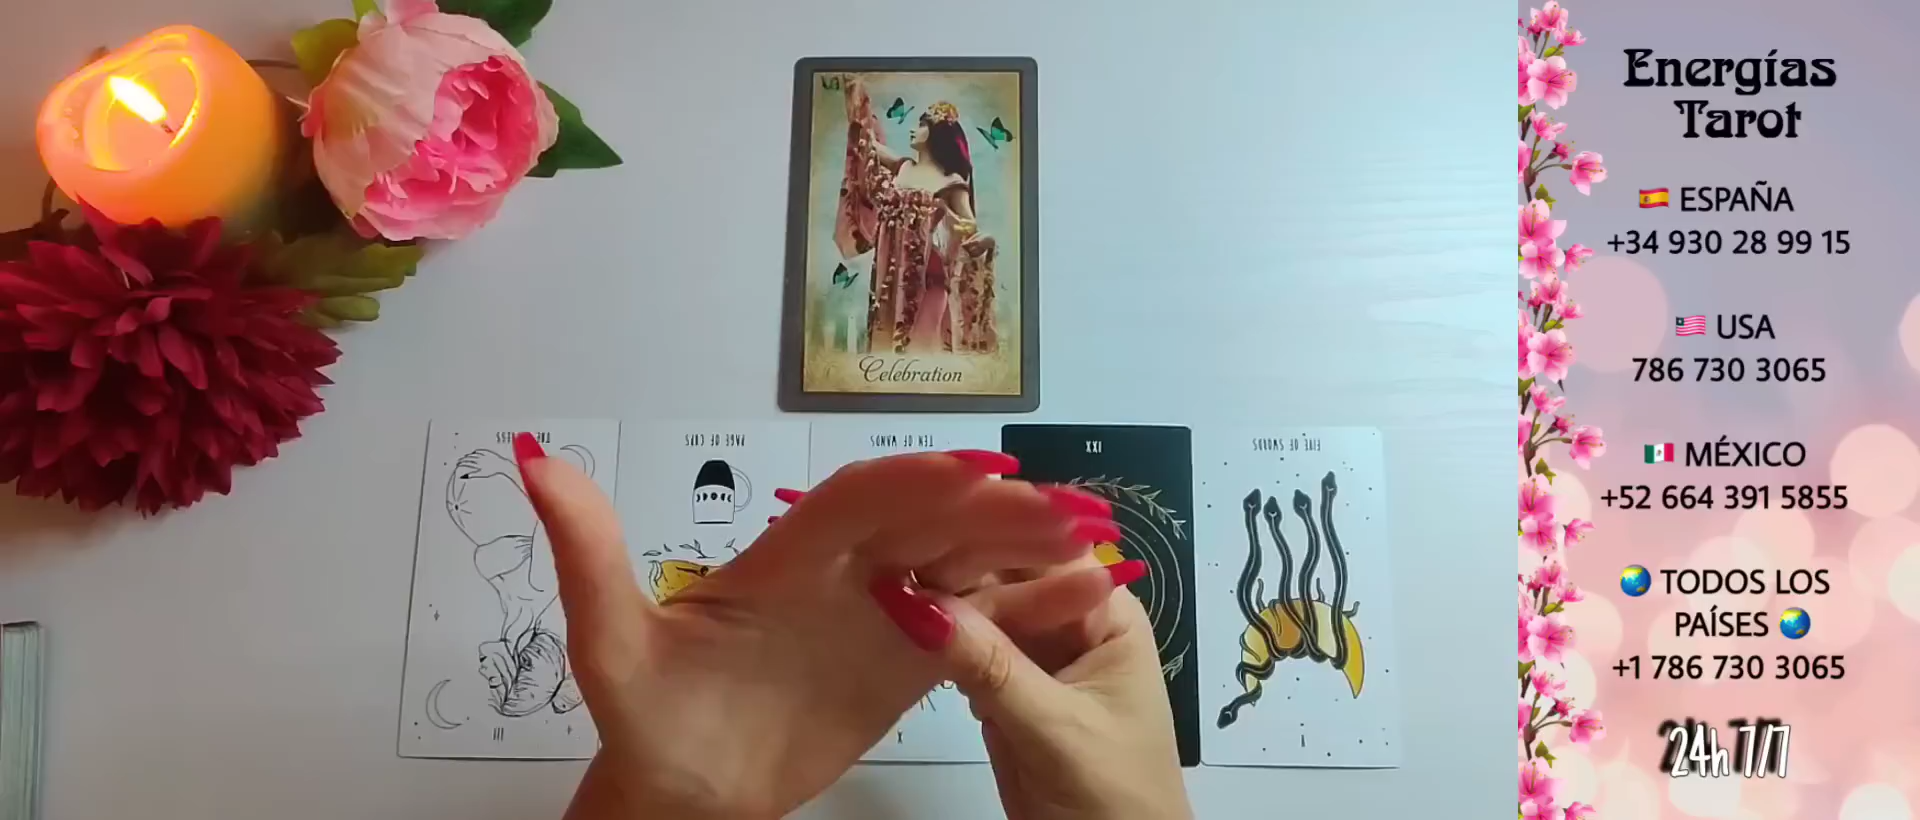 Celebration
PAGE OF CUPS
TEN OF WANDS
XXI
FIVE OF SWORDS
III
X
V
Energías
Tarot
🇪🇸 ESPAÑA
+34 930 28 99 15
🇺🇸 USA
786 730 3065
🇲🇽 MÉXICO
+52 664 391 5855
🌏 TODOS LOS
PAÍSES 🌏
+1 786 730 3065
24h 7/7